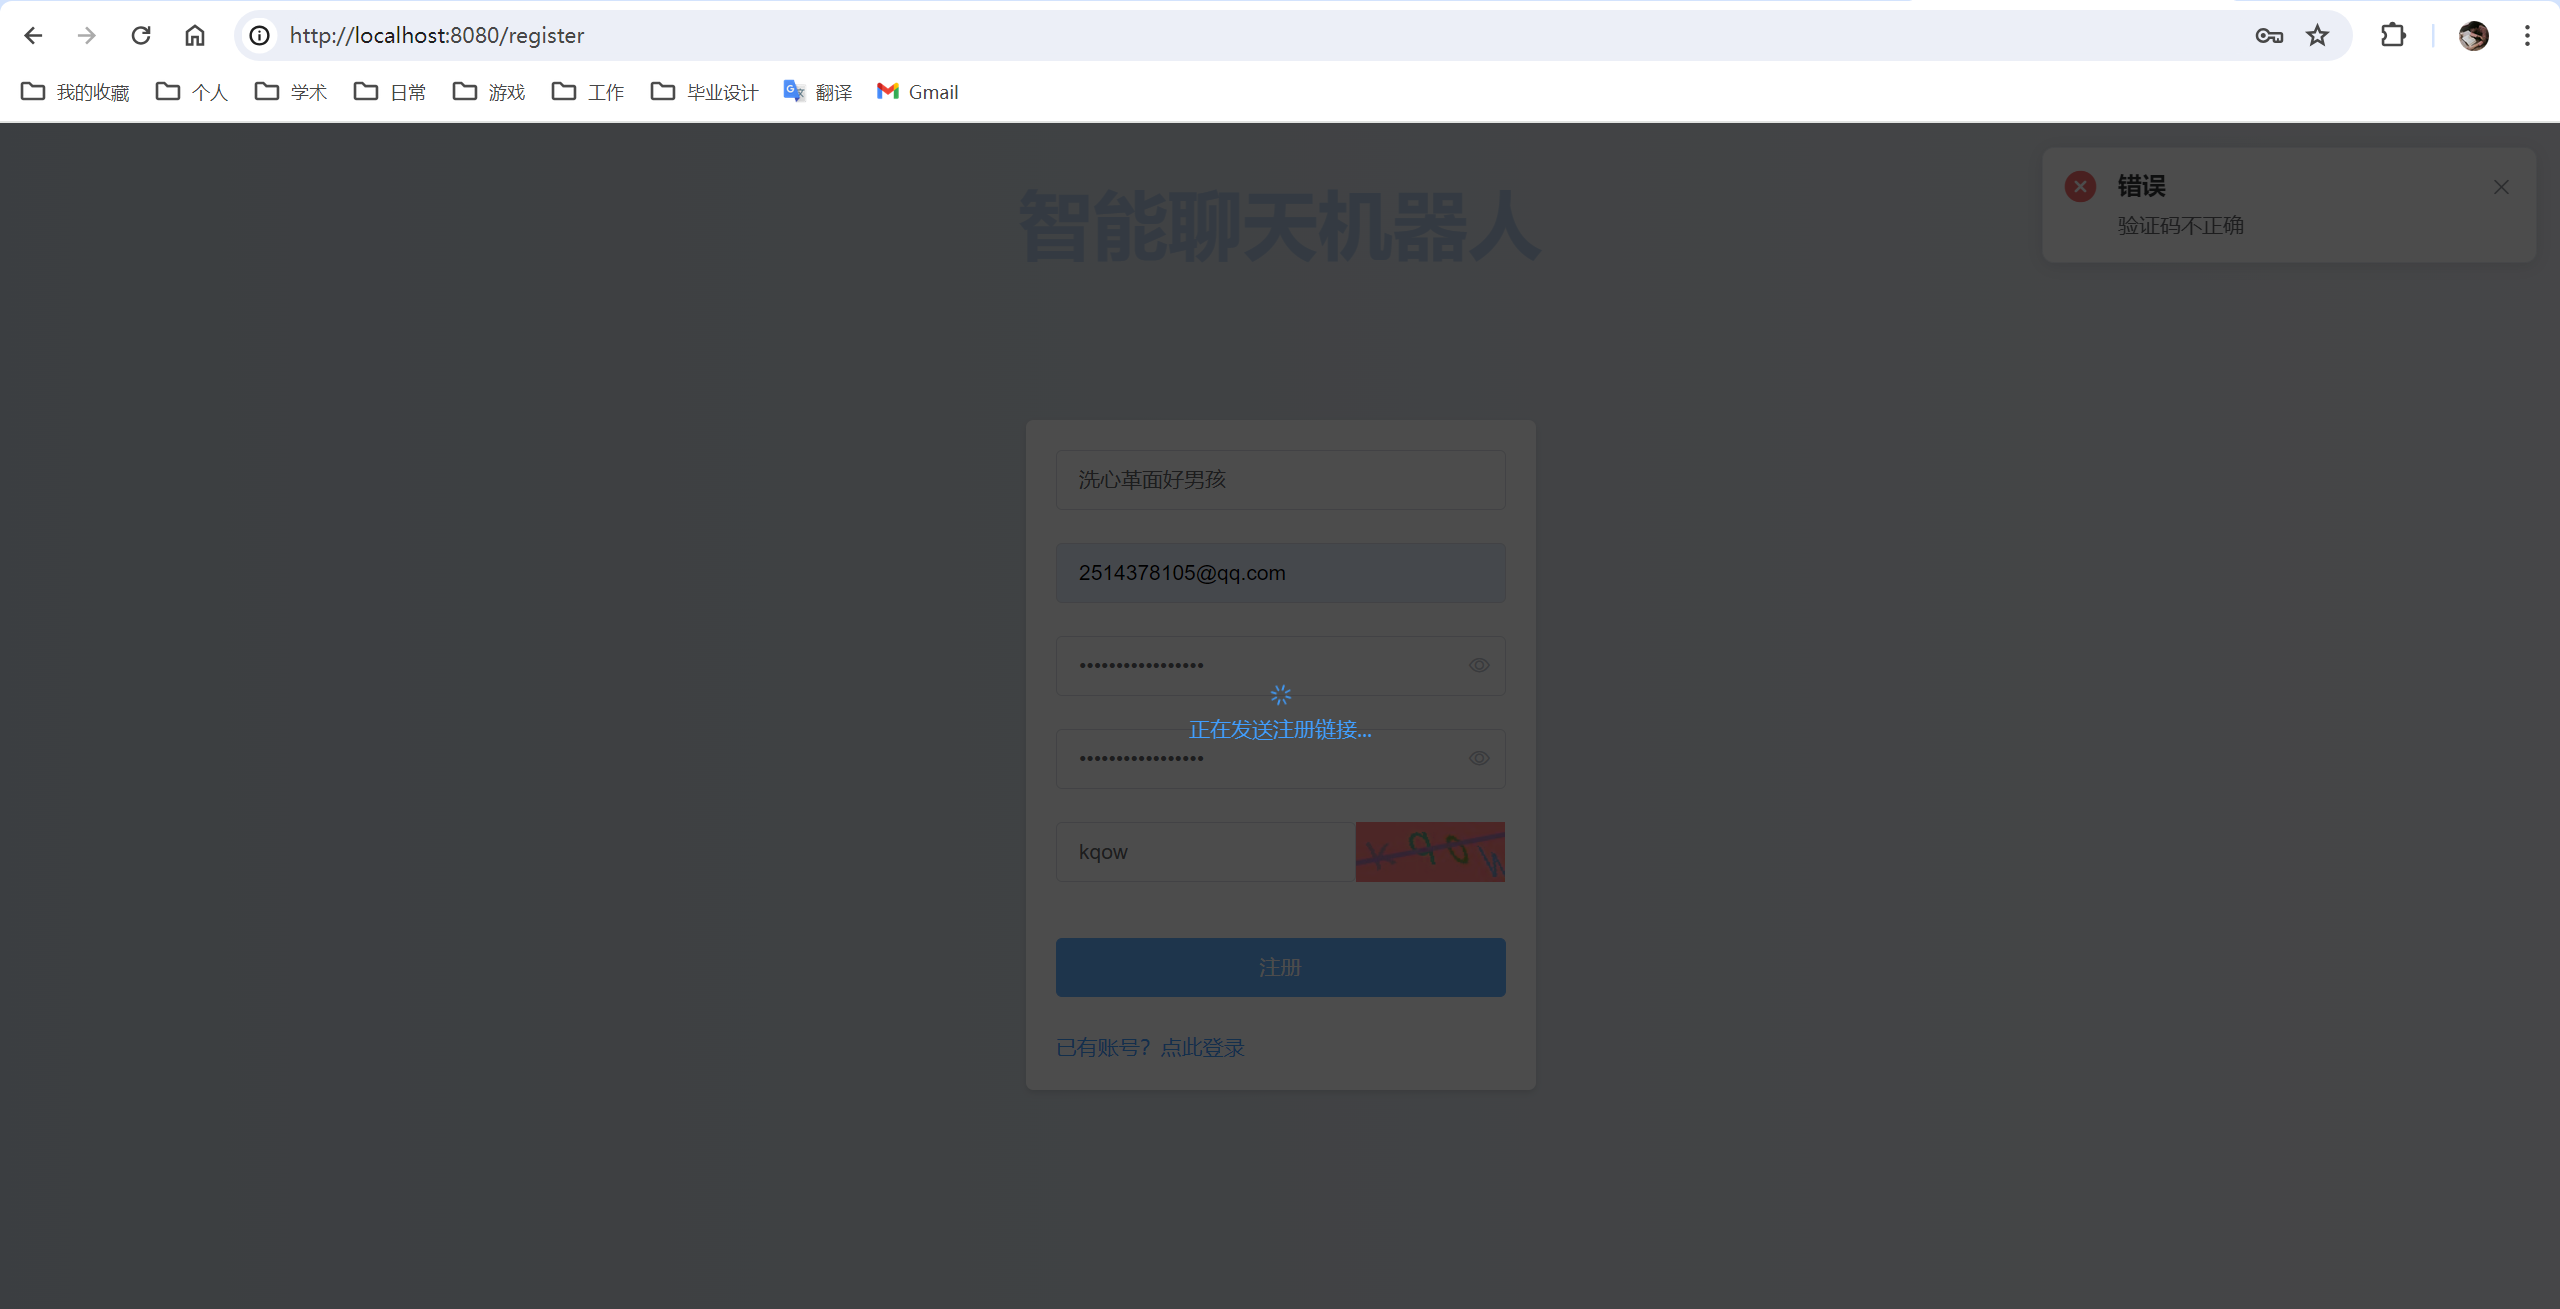 http://localhost:8080/register
我的收藏 个人 学术 日常 游戏 工作 毕业设计 翻译 Gmail
智能聊天机器人
错误
验证码不正确
洗心革面好男孩
2514378105@qq.com
•••••••••••••••••
正在发送注册链接...
•••••••••••••••••
kqow K q o W
注册
已有账号？点此登录